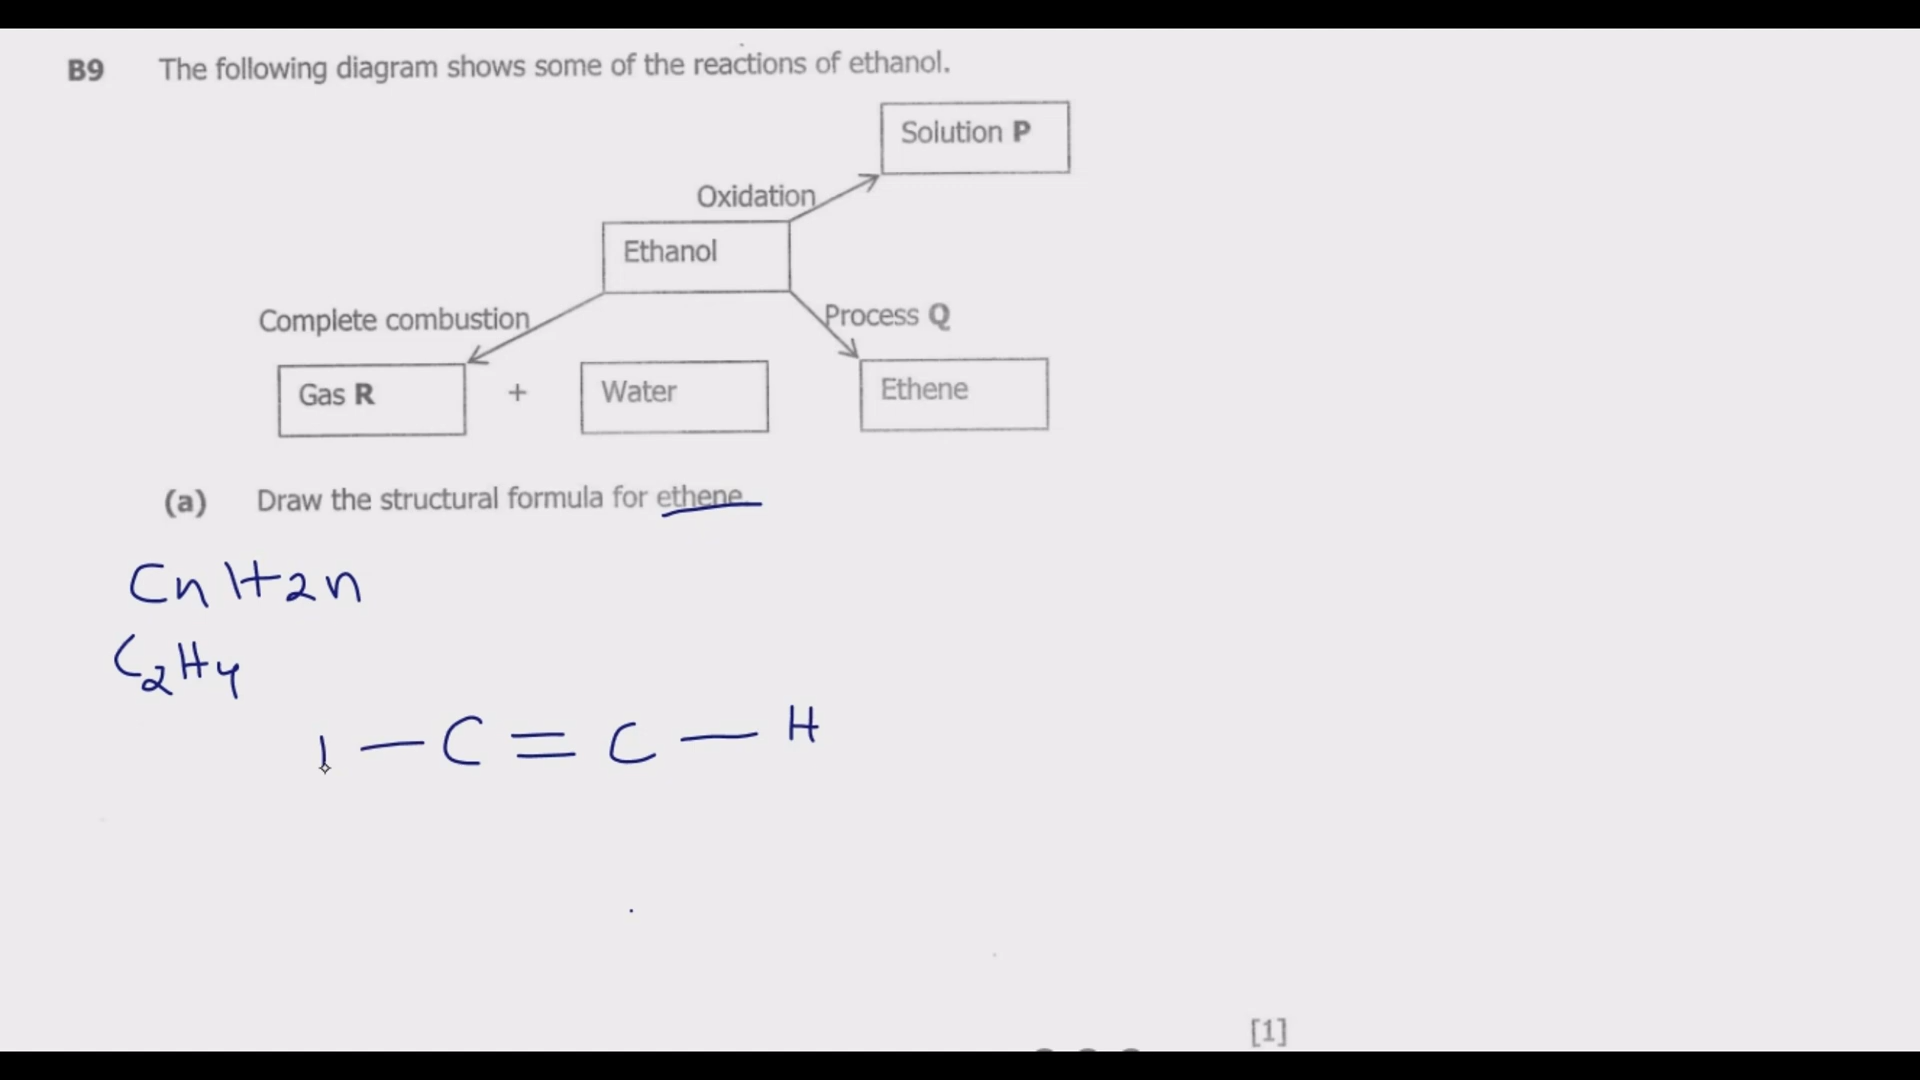 B9 The following diagram shows some of the reactions of ethanol.
Solution P
Oxidation
Ethanol
Complete combustion
Process Q
Gas R + Water
Ethene
(a) Draw the structural formula for ethene.
CnH2n
C2H4
I — C = C — H
[1]